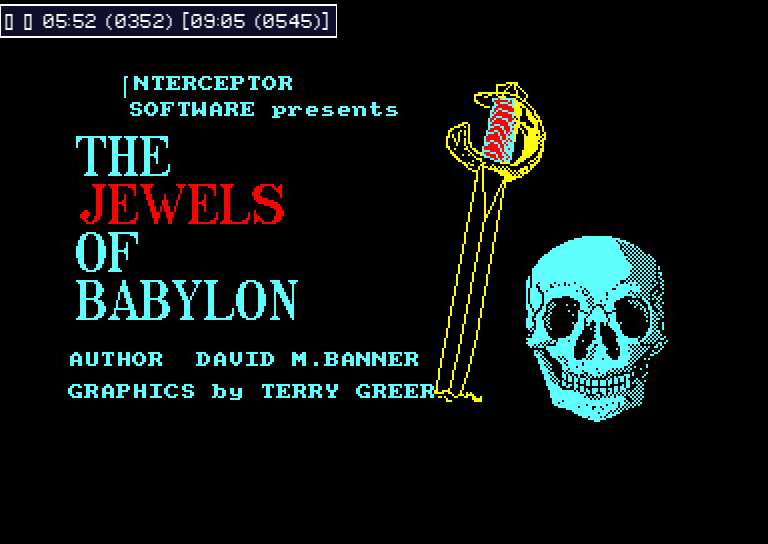 05:52 (0352) [09:05 (0545)]
INTERCEPTOR
SOFTWARE presents
THE
JEWELS
OF
BABYLON
AUTHOR DAVID M.BANNER
GRAPHICS by TERRY GREER